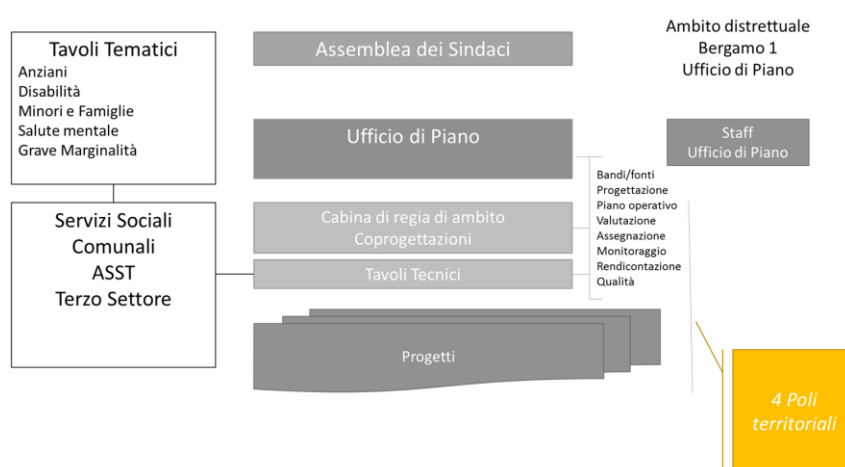 Tavoli Tematici
Anziani
Disabilità
Minori e Famiglie
Salute mentale
Grave Marginalità
Servizi Sociali
Comunali
ASST
Terzo Settore
Assemblea dei Sindaci
Ufficio di Piano
Cabina di regia di ambito
Coprogettazioni
Tavoli Tecnici
Progetti
Ambito distrettuale
Bergamo 1
Ufficio di Piano
Staff
Ufficio di Piano
Bandi/fonti
Progettazione
Piano operativo
Valutazione
Assegnazione
Monitoraggio
Rendicontazione
Qualità
4 Poli
territoriali